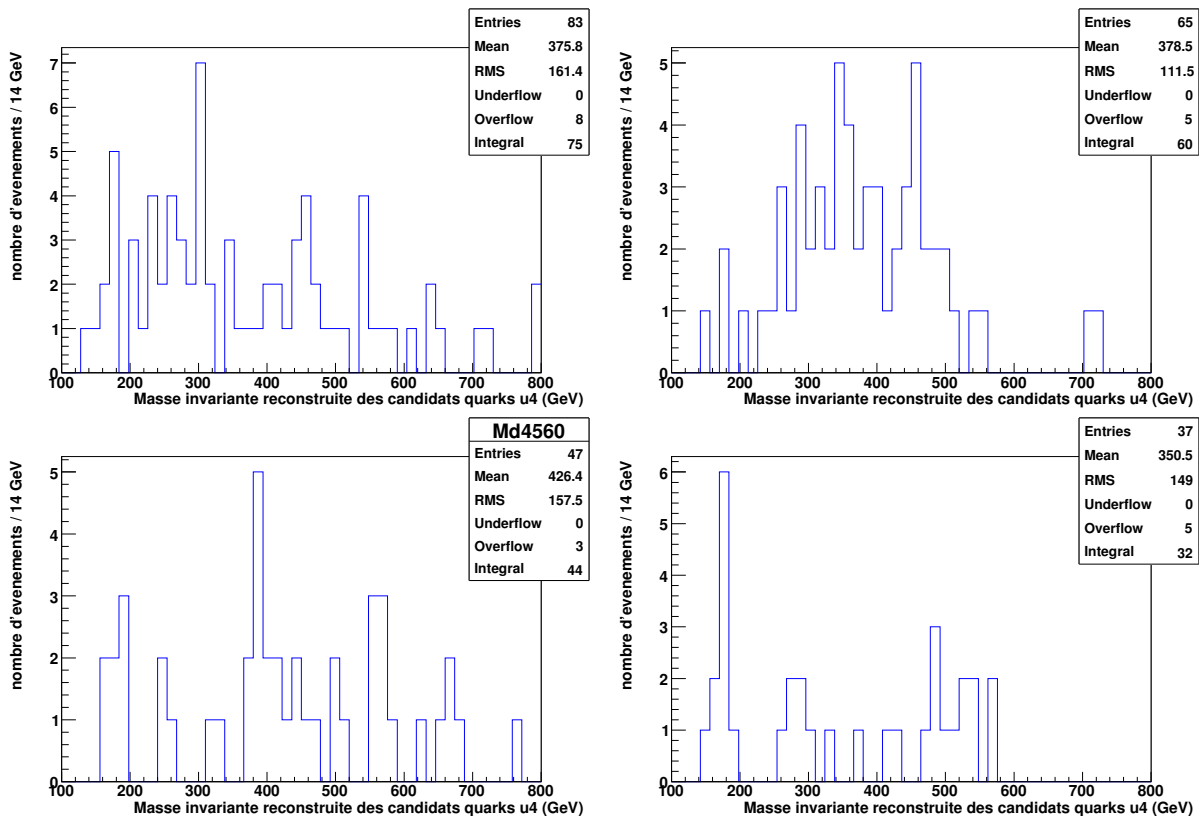 Entries 83
Mean 375.8
RMS 161.4
Underflow 0
Overflow 8
Integral 75
nombre d'evenements / 14 GeV
7
6
5
4
3
2
1
0
100 200 300 400 500 600 700 800
Masse invariante reconstruite des candidats quarks u4 (GeV)
Entries 65
Mean 378.5
RMS 111.5
Underflow 0
Overflow 5
Integral 60
nombre d'evenements / 14 GeV
5
4
3
2
1
0
100 200 300 400 500 600 700 800
Masse invariante reconstruite des candidats quarks u4 (GeV)
Md4560
Entries 47
Mean 426.4
RMS 157.5
Underflow 0
Overflow 3
Integral 44
nombre d'evenements / 14 GeV
5
4
3
2
1
0
100 200 300 400 500 600 700 800
Masse invariante reconstruite des candidats quarks u4 (GeV)
Entries 37
Mean 350.5
RMS 149
Underflow 0
Overflow 5
Integral 32
nombre d'evenements / 14 GeV
6
5
4
3
2
1
0
100 200 300 400 500 600 700 800
Masse invariante reconstruite des candidats quarks u4 (GeV)